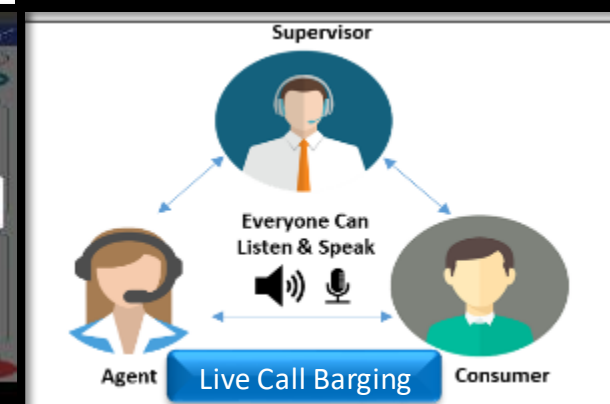 Supervisor
Everyone Can
Listen & Speak
Agent
Live Call Barging
Consumer